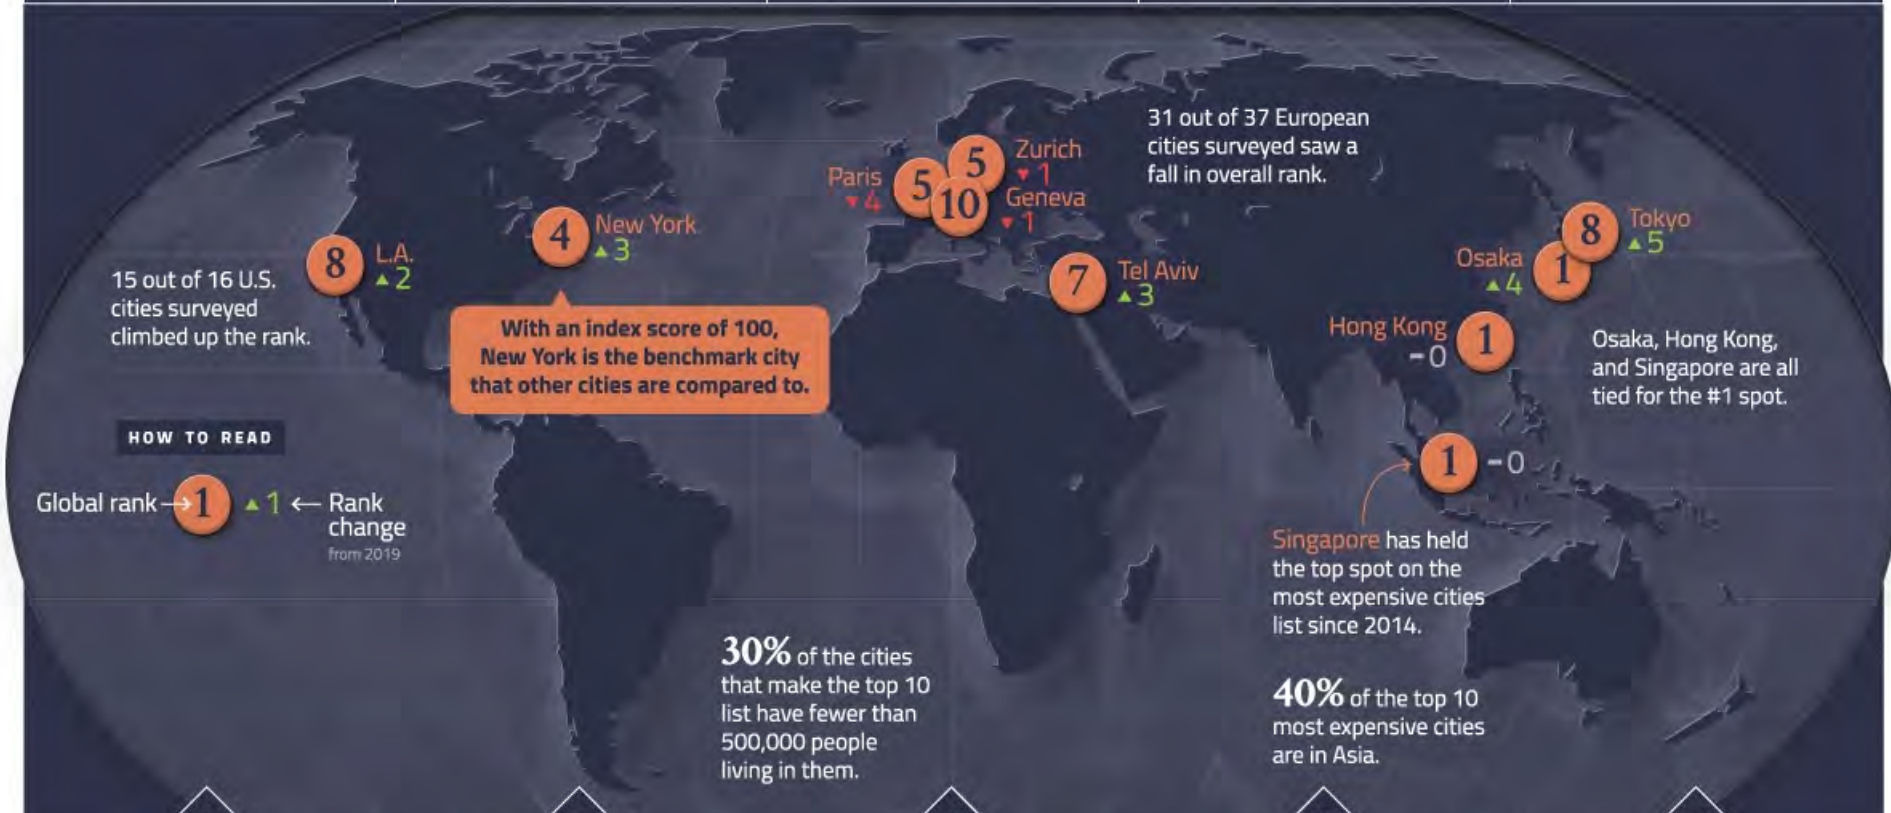 31 out of 37 European
cities surveyed saw a
fall in overall rank.
5
Zurich
▼1
Paris
▼4
5
10
Geneva
▼1
4
New York
▲3
8
L.A.
▲2
7
Tel Aviv
▲3
8
Tokyo
▲5
Osaka
▲4
1
15 out of 16 U.S.
cities surveyed
climbed up the rank.
With an index score of 100,
New York is the benchmark city
that other cities are compared to.
Hong Kong
-0
1
Osaka, Hong Kong,
and Singapore are all
tied for the #1 spot.
HOW TO READ
Global rank → 1 ▲1 ← Rank
change
from 2019
1 -0
Singapore has held
the top spot on the
most expensive cities
list since 2014.
30% of the cities
that make the top 10
list have fewer than
500,000 people
living in them.
40% of the top 10
most expensive cities
are in Asia.